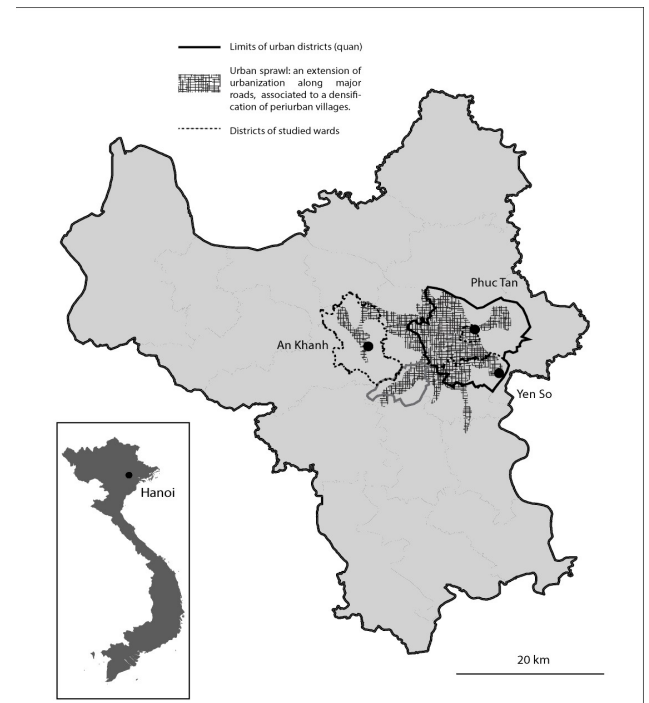 Limits of urban districts (quan)
Urban sprawl: an extension of
urbanization along major
roads, associated to a densifi-
cation of periurban villages.
Districts of studied wards
Phuc Tan
An Khanh
Yen So
Hanoi
20 km